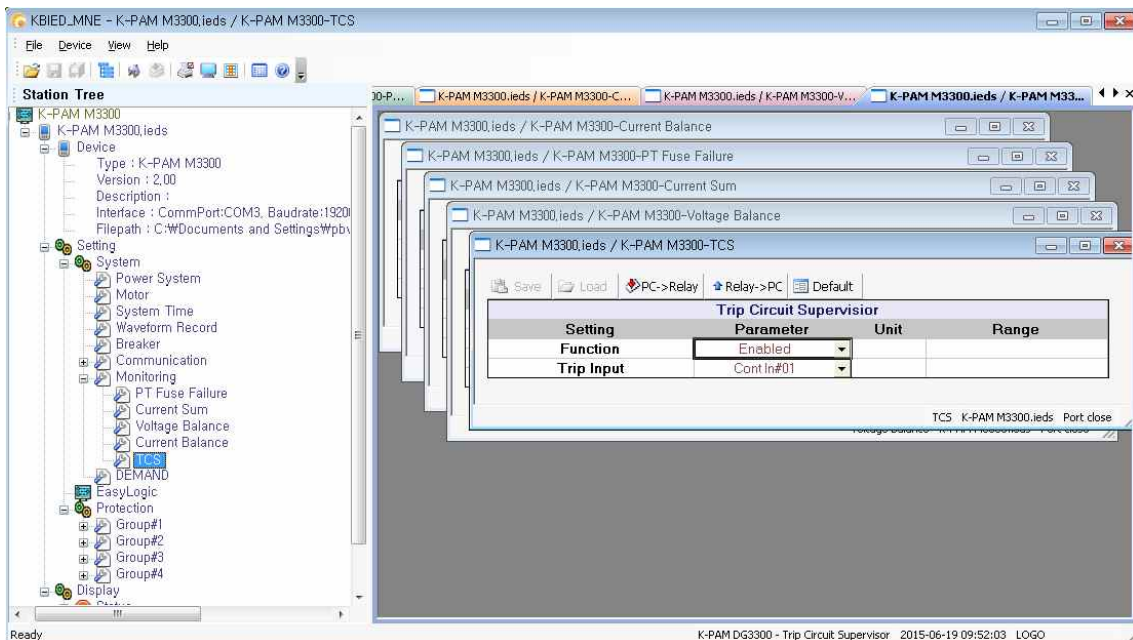 KBIED_MNE - K-PAM M3300,ieds / K-PAM M3300-TCS
File Device View Help
Station Tree
K-PAM M3300
K-PAM M3300,ieds
Device
Type : K-PAM M3300
Version : 2,00
Description :
Interface : CommPort:COM3, Baudrate:1920
Filepath : C:₩Documents and Settings₩pbv
Setting
System
Power System
Motor
System Time
Waveform Record
Breaker
Communication
Monitoring
PT Fuse Failure
Current Sum
Voltage Balance
Current Balance
TCS
DEMAND
EasyLogic
Protection
Group#1
Group#2
Group#3
Group#4
Display
00-P...
K-PAM M3300.ieds / K-PAM M3300-C...
K-PAM M3300.ieds / K-PAM M3300-V...
K-PAM M3300.ieds / K-PAM M33...
K-PAM M3300,ieds / K-PAM M3300-Current Balance
K-PAM M3300,ieds / K-PAM M3300-PT Fuse Failure
K-PAM M3300,ieds / K-PAM M3300-Current Sum
K-PAM M3300,ieds / K-PAM M3300-Voltage Balance
K-PAM M3300,ieds / K-PAM M3300-TCS
Save Load PC->Relay Relay->PC Default
Trip Circuit Supervisior
Setting Parameter Unit Range
Function Enabled
Trip Input Cont In#01
TCS K-PAM M3300.ieds Port close
Ready
K-PAM DG3300 - Trip Circuit Supervisor 2015-06-19 09:52:03 LOGO